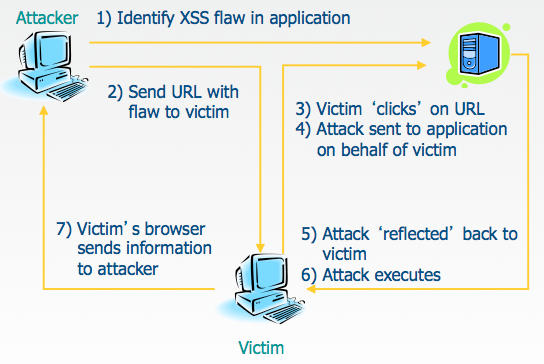 Attacker
1) Identify XSS flaw in application
2) Send URL with
flaw to victim
3) Victim ‘clicks’ on URL
4) Attack sent to application
on behalf of victim
5) Attack ‘reflected’ back to
victim
6) Attack executes
7) Victim’s browser
sends information
to attacker
Victim